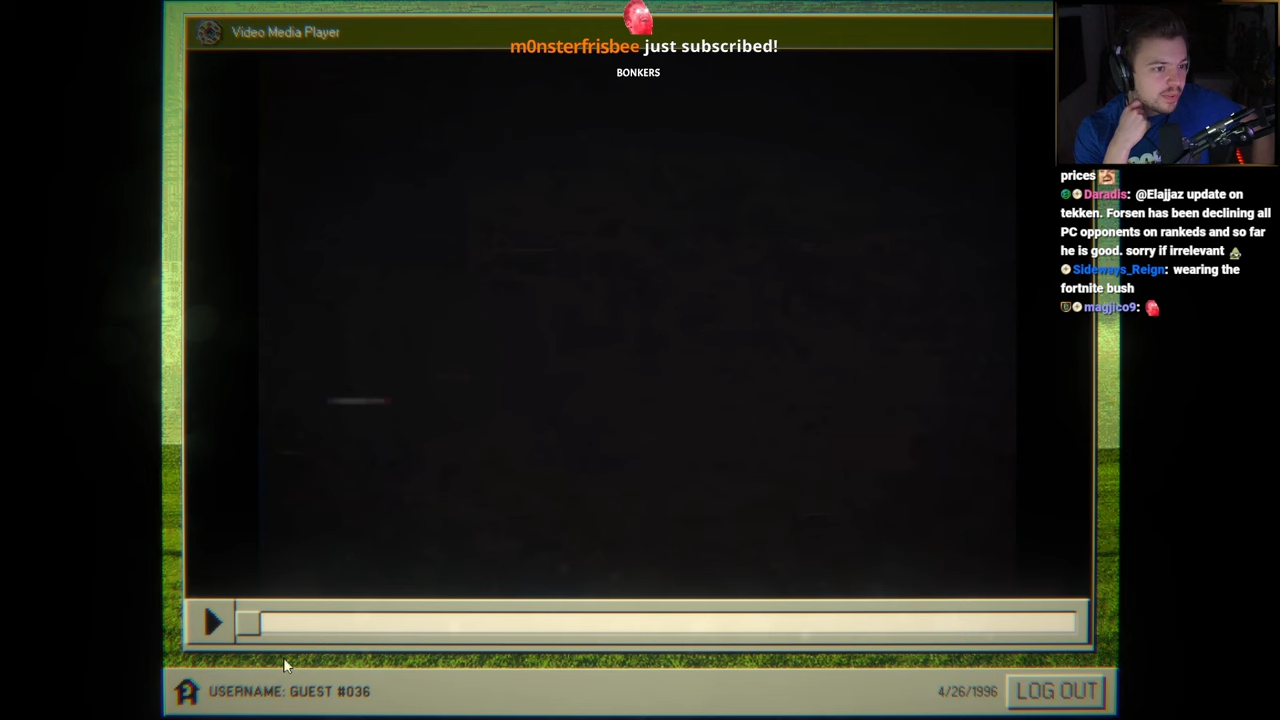 Video Media Player
m0nsterfrisbee just subscribed!
BONKERS
prices
Daradis: @Elajjaz update on
tekken. Forsen has been declining all
PC opponents on rankeds and so far
he is good. sorry if irrelevant
Sideways_Reign: wearing the
fortnite bush
magjico9:
USERNAME: GUEST #036
4/26/1996
LOG OUT